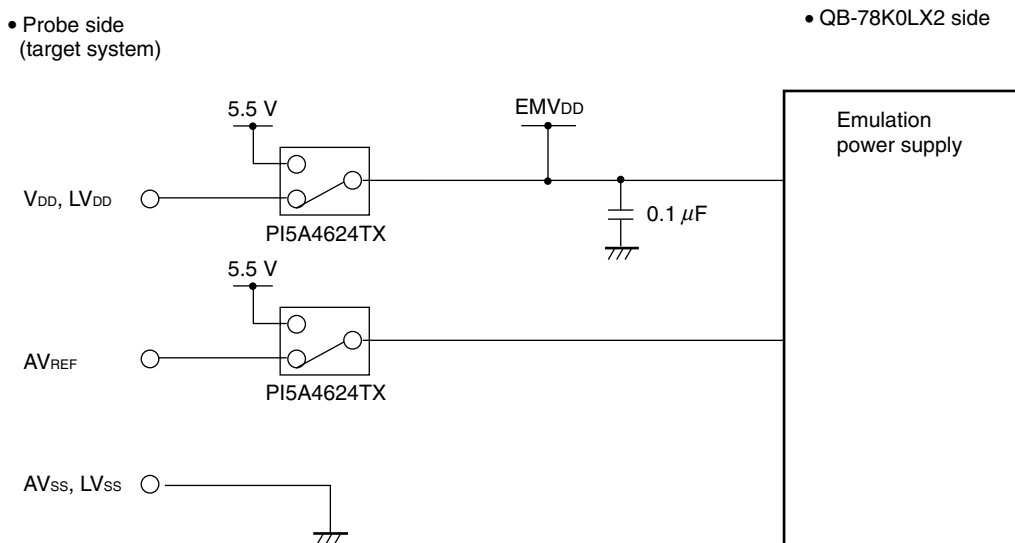 • Probe side
(target system)
• QB-78K0LX2 side
5.5 V
EMVDD
Emulation
power supply
VDD, LVDD
0.1 μF
PI5A4624TX
5.5 V
AVREF
PI5A4624TX
AVSS, LVSS